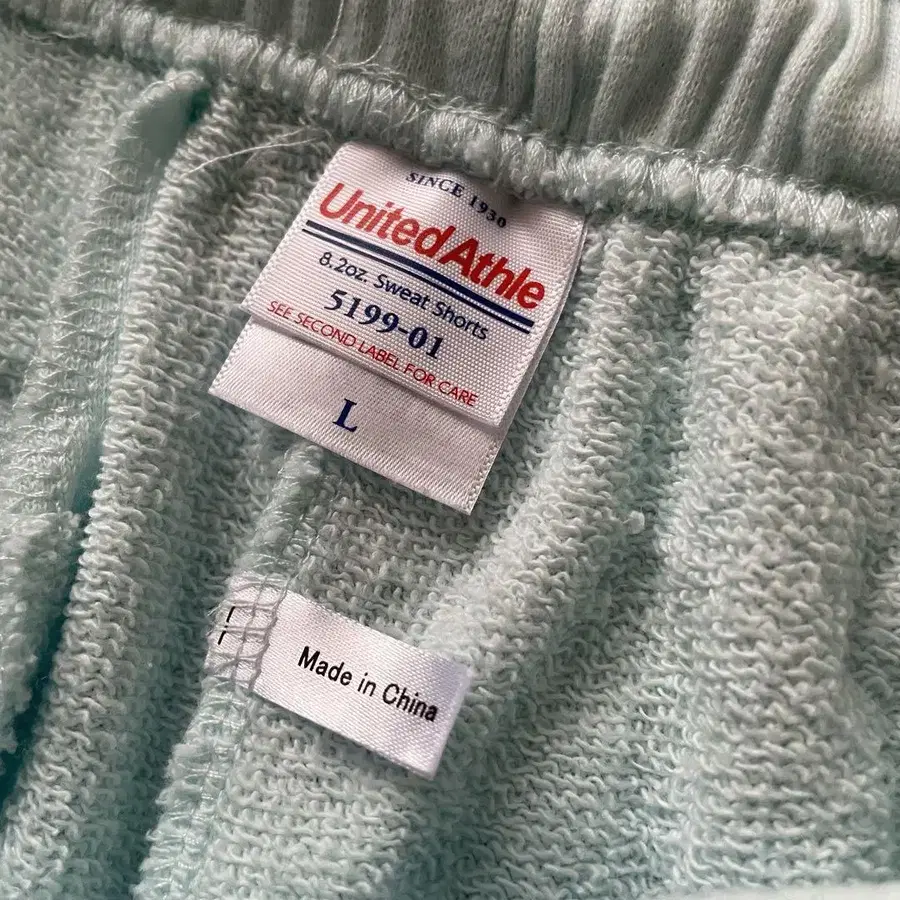 SINCE 1930
UnitedAthle
8.2oz. Sweat Shorts
5199-01
SEE SECOND LABEL FOR CARE
L
Made in China